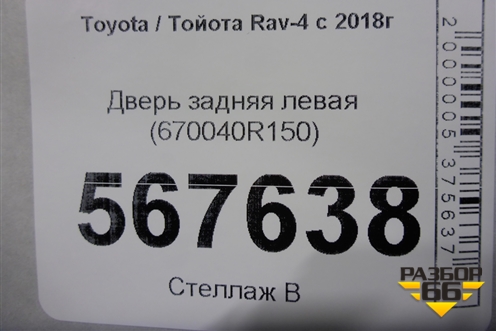 Toyota / Тойота Rav-4 с 2018г
Дверь задняя левая
(670040R150)
567638
Стеллаж В
2000005375637
РАЗБОР
66